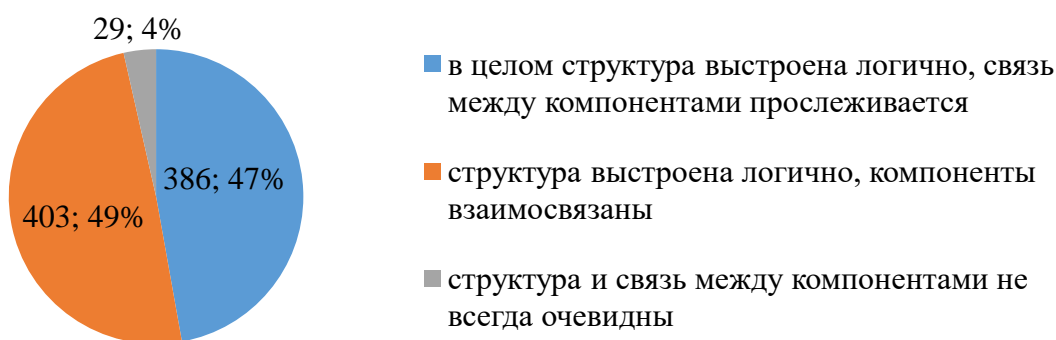 29; 4%
386; 47%
403; 49%
в целом структура выстроена логично, связь
между компонентами прослеживается
структура выстроена логично, компоненты
взаимосвязаны
структура и связь между компонентами не
всегда очевидны